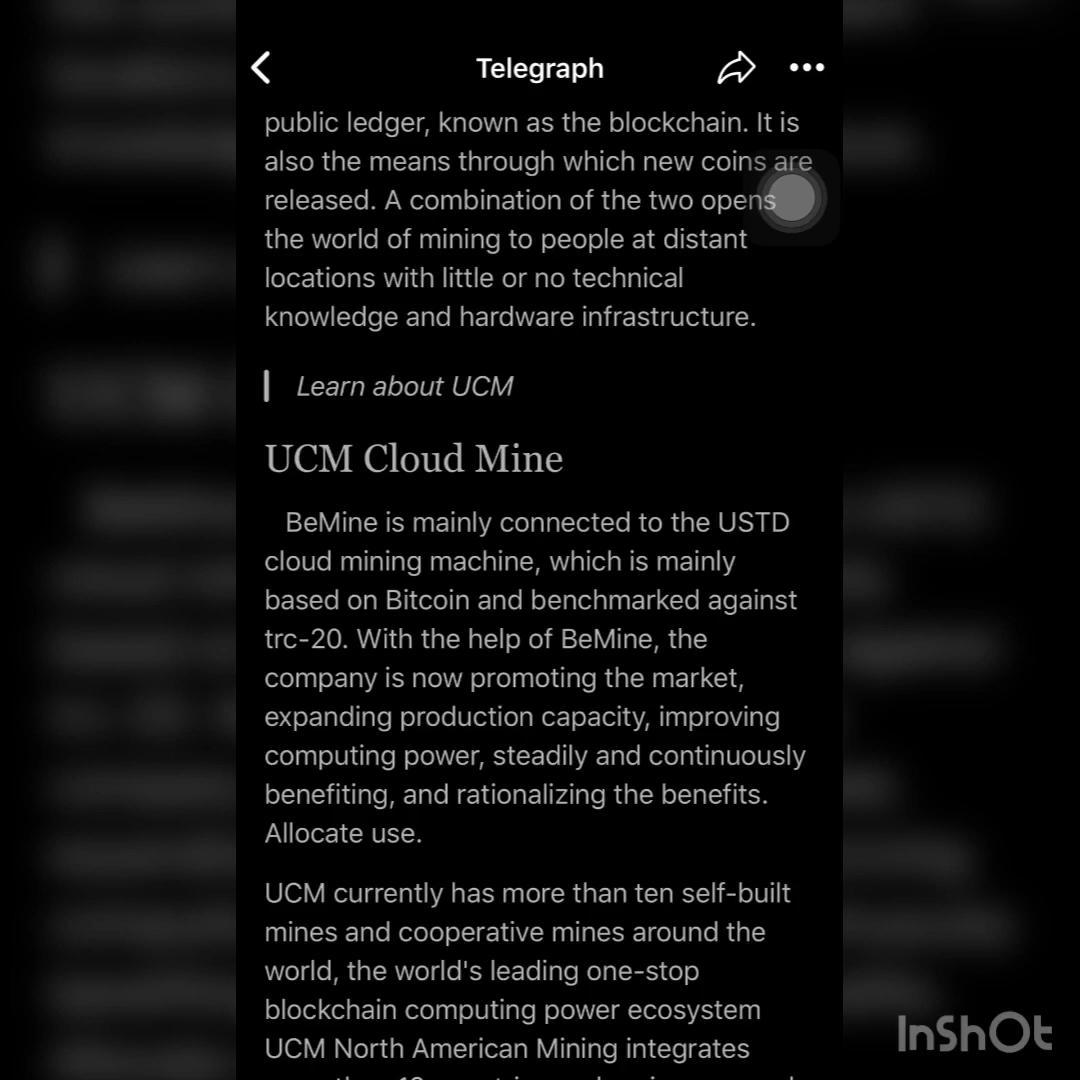 Telegraph
public ledger, known as the blockchain. It is
also the means through which new coins are
released. A combination of the two opens
the world of mining to people at distant
locations with little or no technical
knowledge and hardware infrastructure.
Learn about UCM
UCM Cloud Mine
BeMine is mainly connected to the USTD
cloud mining machine, which is mainly
based on Bitcoin and benchmarked against
trc-20. With the help of BeMine, the
company is now promoting the market,
expanding production capacity, improving
computing power, steadily and continuously
benefiting, and rationalizing the benefits.
Allocate use.
UCM currently has more than ten self-built
mines and cooperative mines around the
world, the world's leading one-stop
blockchain computing power ecosystem
UCM North American Mining integrates
InShOt